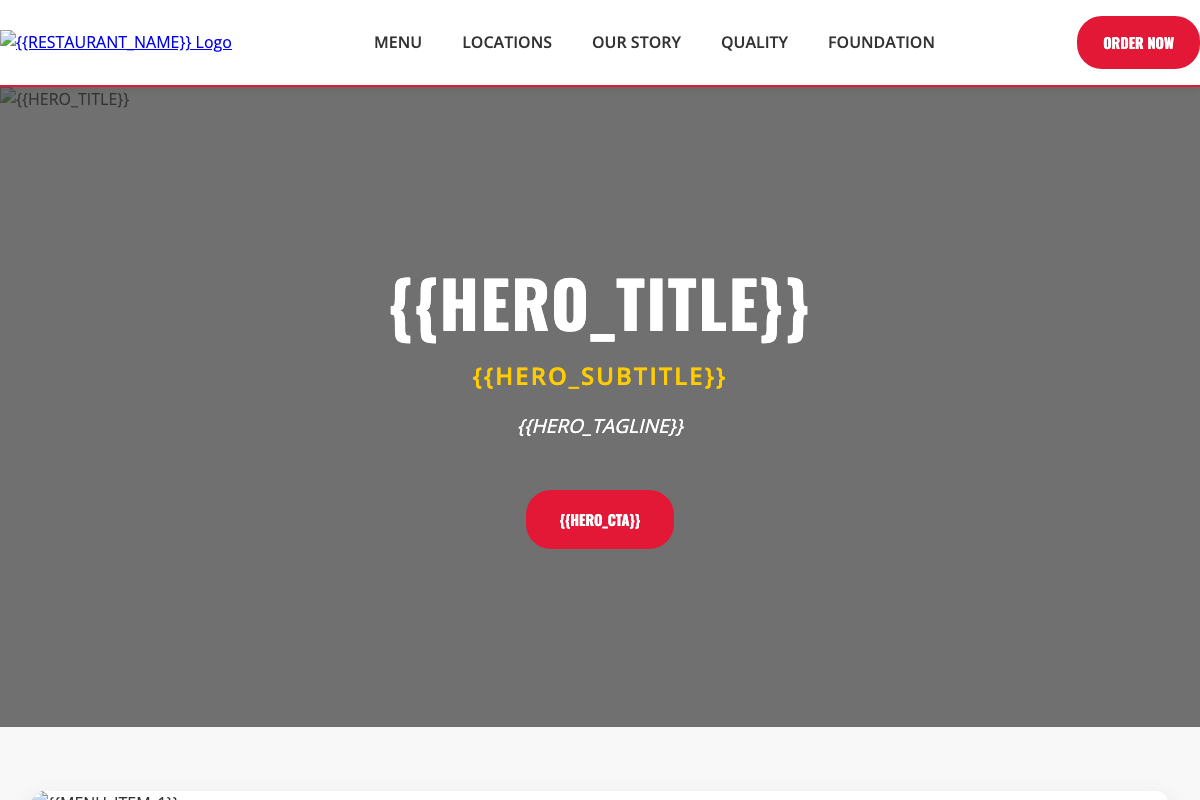 {{RESTAURANT_NAME}} Logo
MENU
LOCATIONS
OUR STORY
QUALITY
FOUNDATION
ORDER NOW
{{HERO_TITLE}}
{{HERO_TITLE}}
{{HERO_SUBTITLE}}
{{HERO_TAGLINE}}
{{HERO_CTA}}
{{MENU_ITEM_1}}